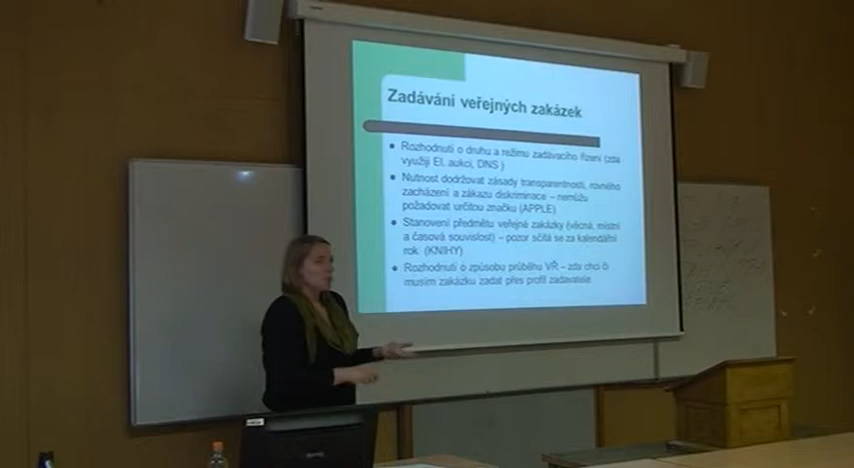 Zadávání veřejných zakázek
Rozhodnutí o druhu a režimu zadávacího řízení (zda
využiji El. aukci, DNS )
Nutnost dodržovat zásady transparentnosti, rovného
zacházení a zákazu diskriminace – nemůžu
požadovat určitou značku (APPLE)
Stanovení předmětu veřejné zakázky (věcná, místní
a časová souvislost) – pozor sčítá se za kalendářní
rok (KNIHY)
Rozhodnutí o způsobu průběhu VŘ – zda chci či
musím zakázku zadat přes profil zadavatele